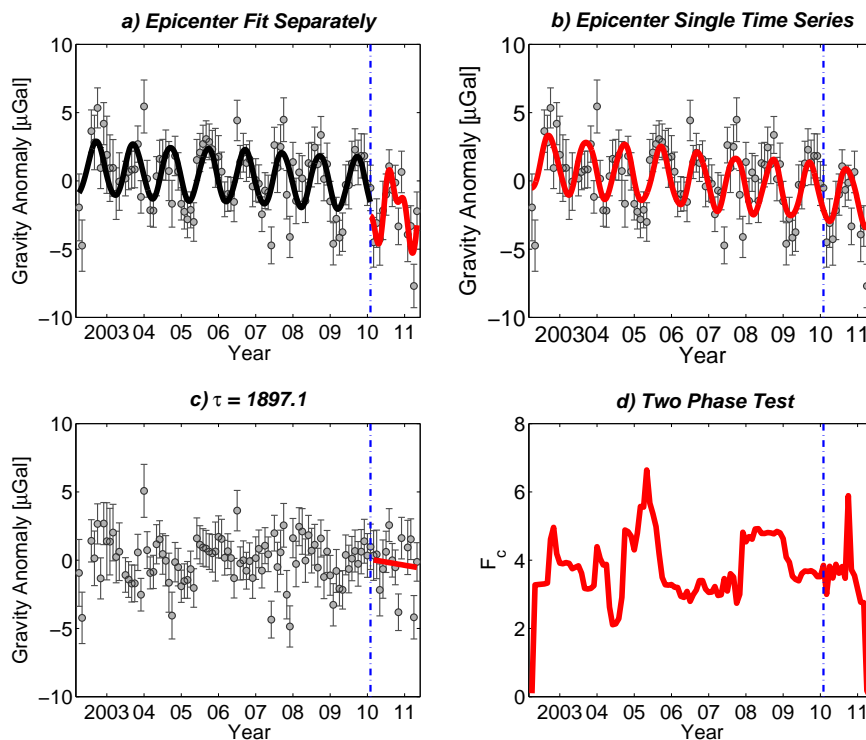 a) Epicenter Fit Separately
10
5
0
−5
−10
Gravity Anomaly [μGal]
2003 04 05 06 07 08 09 10 11
Year
b) Epicenter Single Time Series
10
5
0
−5
−10
Gravity Anomaly [μGal]
200304 05 06 07 08 09 10 11
Year
c) τ = 1897.1
10
5
0
−5
−10
Gravity Anomaly [μGal]
2003 04 05 06 07 08 09 10 11
Year
d) Two Phase Test
8
6
4
2
0
F_c
2003 04 05 06 07 08 09 10 11
Year